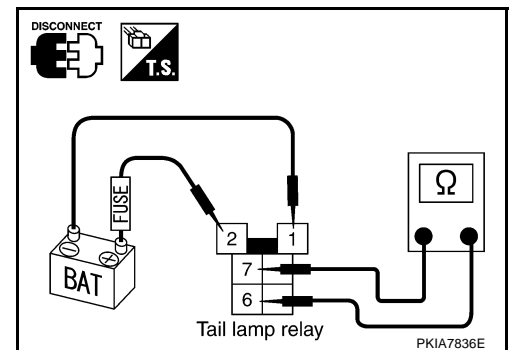 DISCONNECT
T.S.
FUSE
Ω
2 1
BAT
7
6
Tail lamp relay
PKIA7836E